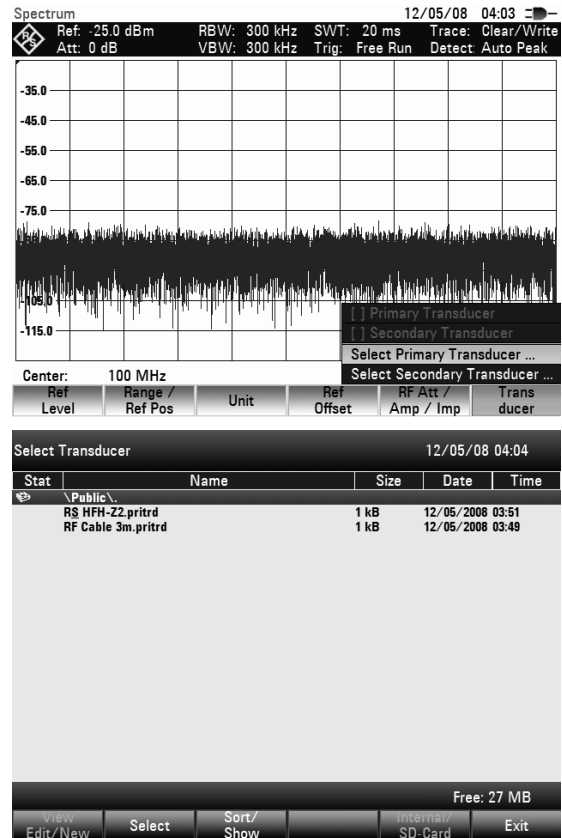 Spectrum 12/05/08 04:03
Ref: -25.0 dBm RBW: 300 kHz SWT: 20 ms Trace: Clear/Write
Att: 0 dB VBW: 300 kHz Trig: Free Run Detect: Auto Peak
-35.0
-45.0
-55.0
-65.0
-75.0
-105.0
-115.0
[ ] Primary Transducer
[ ] Secondary Transducer
Select Primary Transducer ...
Select Secondary Transducer ...
Center: 100 MHz
Ref Level Range / Ref Pos Unit Ref Offset RF Att / Amp / Imp Trans ducer
Select Transducer 12/05/08 04:04
Stat Name Size Date Time
\Public\.
RS HFH-Z2.pritrd 1 kB 12/05/2008 03:51
RF Cable 3m.pritrd 1 kB 12/05/2008 03:49
Free: 27 MB
View Edit/New Select Sort/ Show Internal/ SD-Card Exit